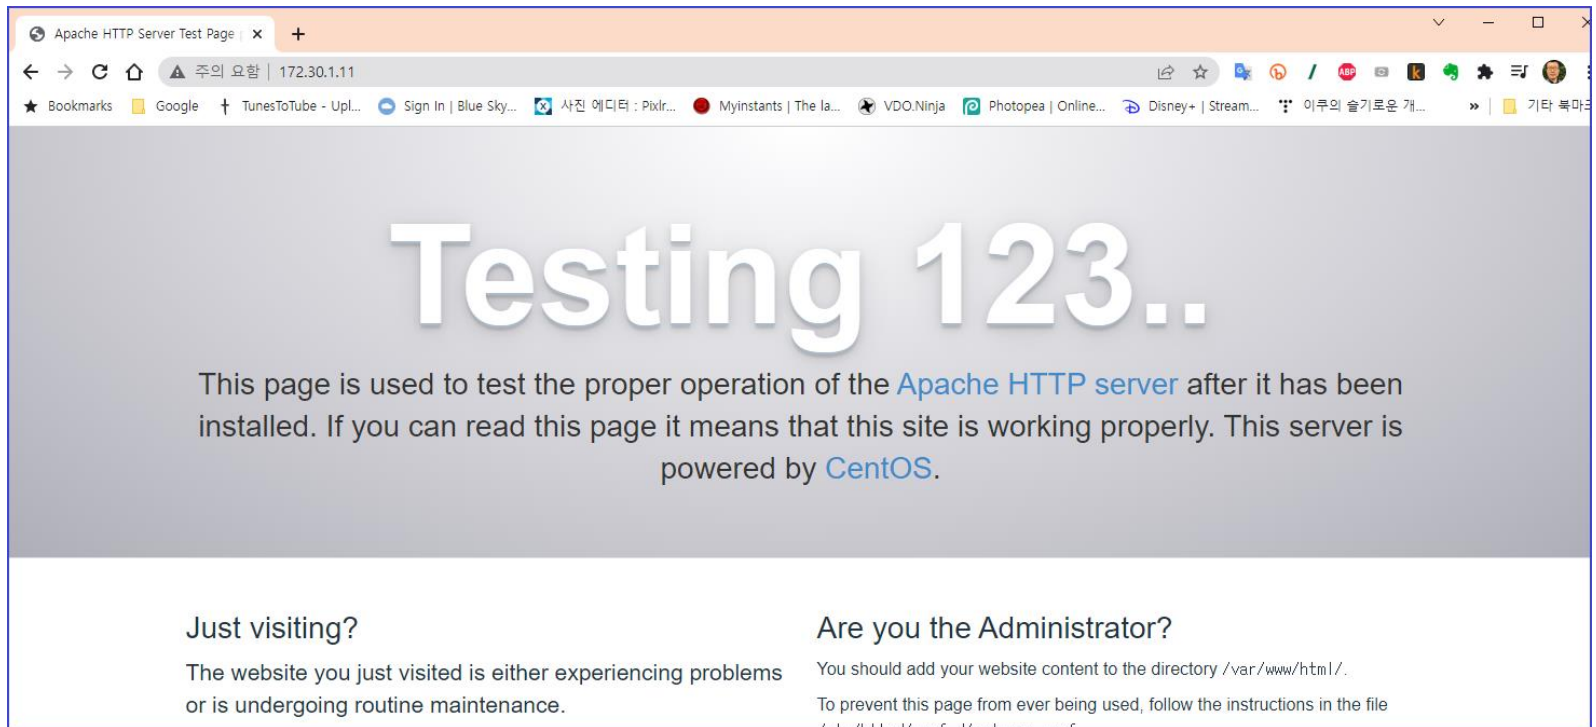 Apache HTTP Server Test Page
주의 요함 | 172.30.1.11
Bookmarks Google TunesToTube - Upl... Sign In | Blue Sky... 사진 에디터 : Pixlr... Myinstants | The la... VDO.Ninja Photopea | Online... Disney+ | Stream... 이쿠의 슬기로운 개... » 기타 북마크
Testing 123..
This page is used to test the proper operation of the Apache HTTP server after it has been
installed. If you can read this page it means that this site is working properly. This server is
powered by CentOS.
Just visiting?
The website you just visited is either experiencing problems
or is undergoing routine maintenance.
Are you the Administrator?
You should add your website content to the directory /var/www/html/.
To prevent this page from ever being used, follow the instructions in the file